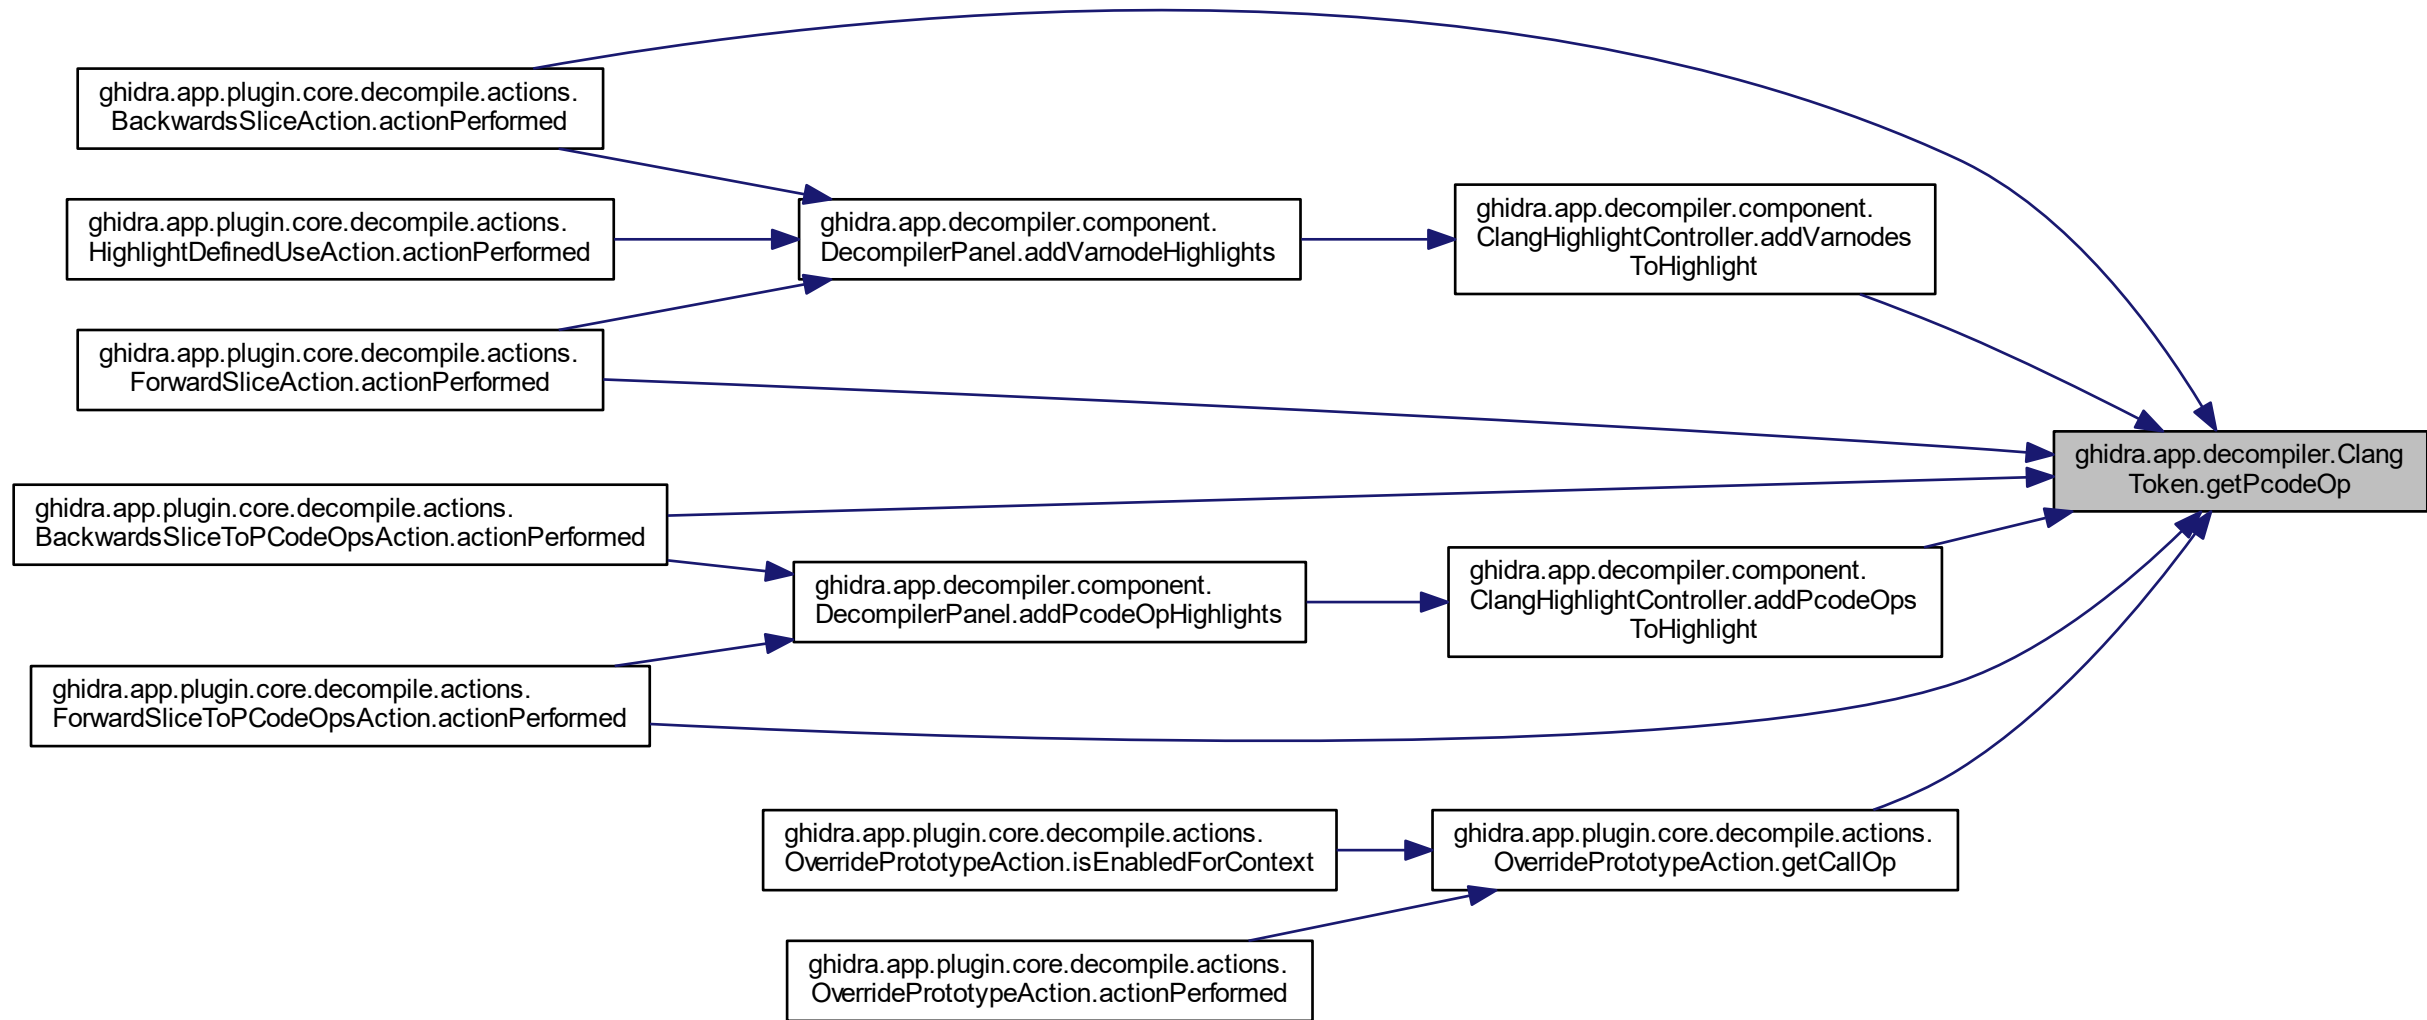 ghidra.app.plugin.core.decompile.actions.
BackwardsSliceAction.actionPerformed
ghidra.app.plugin.core.decompile.actions.
HighlightDefinedUseAction.actionPerformed
ghidra.app.decompiler.component.
DecompilerPanel.addVarnodeHighlights
ghidra.app.decompiler.component.
ClangHighlightController.addVarnodes
ToHighlight
ghidra.app.plugin.core.decompile.actions.
ForwardSliceAction.actionPerformed
ghidra.app.decompiler.Clang
Token.getPcodeOp
ghidra.app.plugin.core.decompile.actions.
BackwardsSliceToPCodeOpsAction.actionPerformed
ghidra.app.decompiler.component.
DecompilerPanel.addPcodeOpHighlights
ghidra.app.decompiler.component.
ClangHighlightController.addPcodeOps
ToHighlight
ghidra.app.plugin.core.decompile.actions.
ForwardSliceToPCodeOpsAction.actionPerformed
ghidra.app.plugin.core.decompile.actions.
OverridePrototypeAction.isEnabledForContext
ghidra.app.plugin.core.decompile.actions.
OverridePrototypeAction.getCallOp
ghidra.app.plugin.core.decompile.actions.
OverridePrototypeAction.actionPerformed